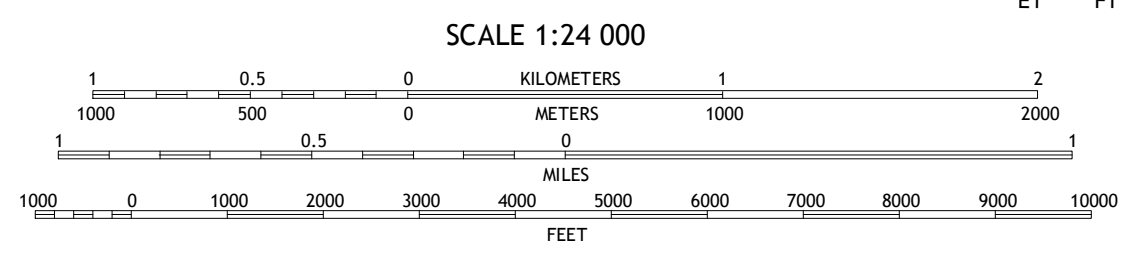 SCALE 1:24 000
1 0.5 0 KILOMETERS 1 2
1000 500 0 METERS 1000 2000
1 0.5 0 1
MILES
1000 0 1000 2000 3000 4000 5000 6000 7000 8000 9000 10000
FEET